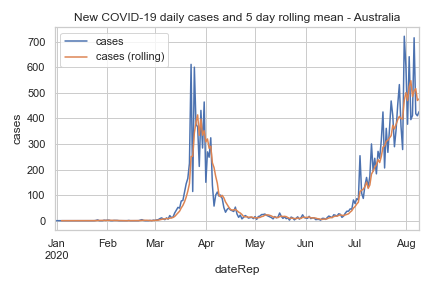 New COVID-19 daily cases and 5 day rolling mean - Australia
cases
cases (rolling)
700
600
500
400
300
200
100
0
cases
Jan Feb Mar Apr May Jun Jul Aug
2020
dateRep